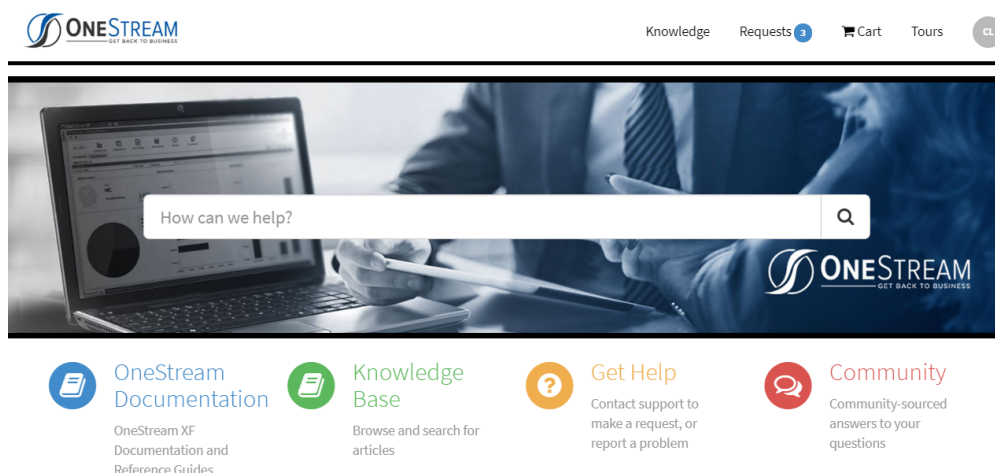 ONESTREAM
GET BACK TO BUSINESS
Knowledge
Requests 3
Cart
Tours
CL
How can we help?
ONESTREAM
GET BACK TO BUSINESS
OneStream
Documentation
OneStream XF
Documentation and
Reference Guides
Knowledge
Base
Browse and search for
articles
Get Help
Contact support to
make a request, or
report a problem
Community
Community-sourced
answers to your
questions